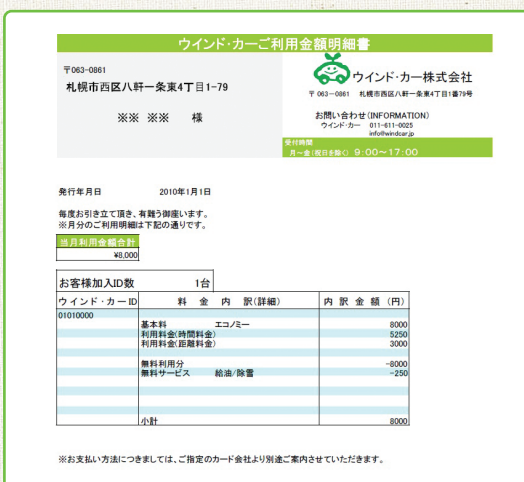 ウインド・カーご利用金額明細書
〒063-0861
札幌市西区八軒一条東4丁目1-79
※※ ※※ 様
ウインド・カー株式会社
〒063-0861 札幌市西区八軒一条東4丁目1番79号
お問い合わせ(INFORMATION)
ウインド・カー 011-611-0025
info@windcar.jp
受付時間
月~金(祝日を除く) 9:00~17:00
発行年月日 2010年1月1日
毎度お引き立て頂き、有難う御座います。
※月分のご利用明細は下記の通りです。
当月利用金額合計
¥8,000
お客様加入ID数 1台
ウインド・カーID 料 金 内 訳(詳細) 内 訳 金 額 (円)
01010000
基本料 エコノミー 8000
利用料金(時間料金) 5250
利用料金(距離料金) 3000
無料利用分 -8000
無料サービス 給油/除雪 -250
小計 8000
※お支払い方法につきましては、ご指定のカード会社より別途ご案内させていただきます。